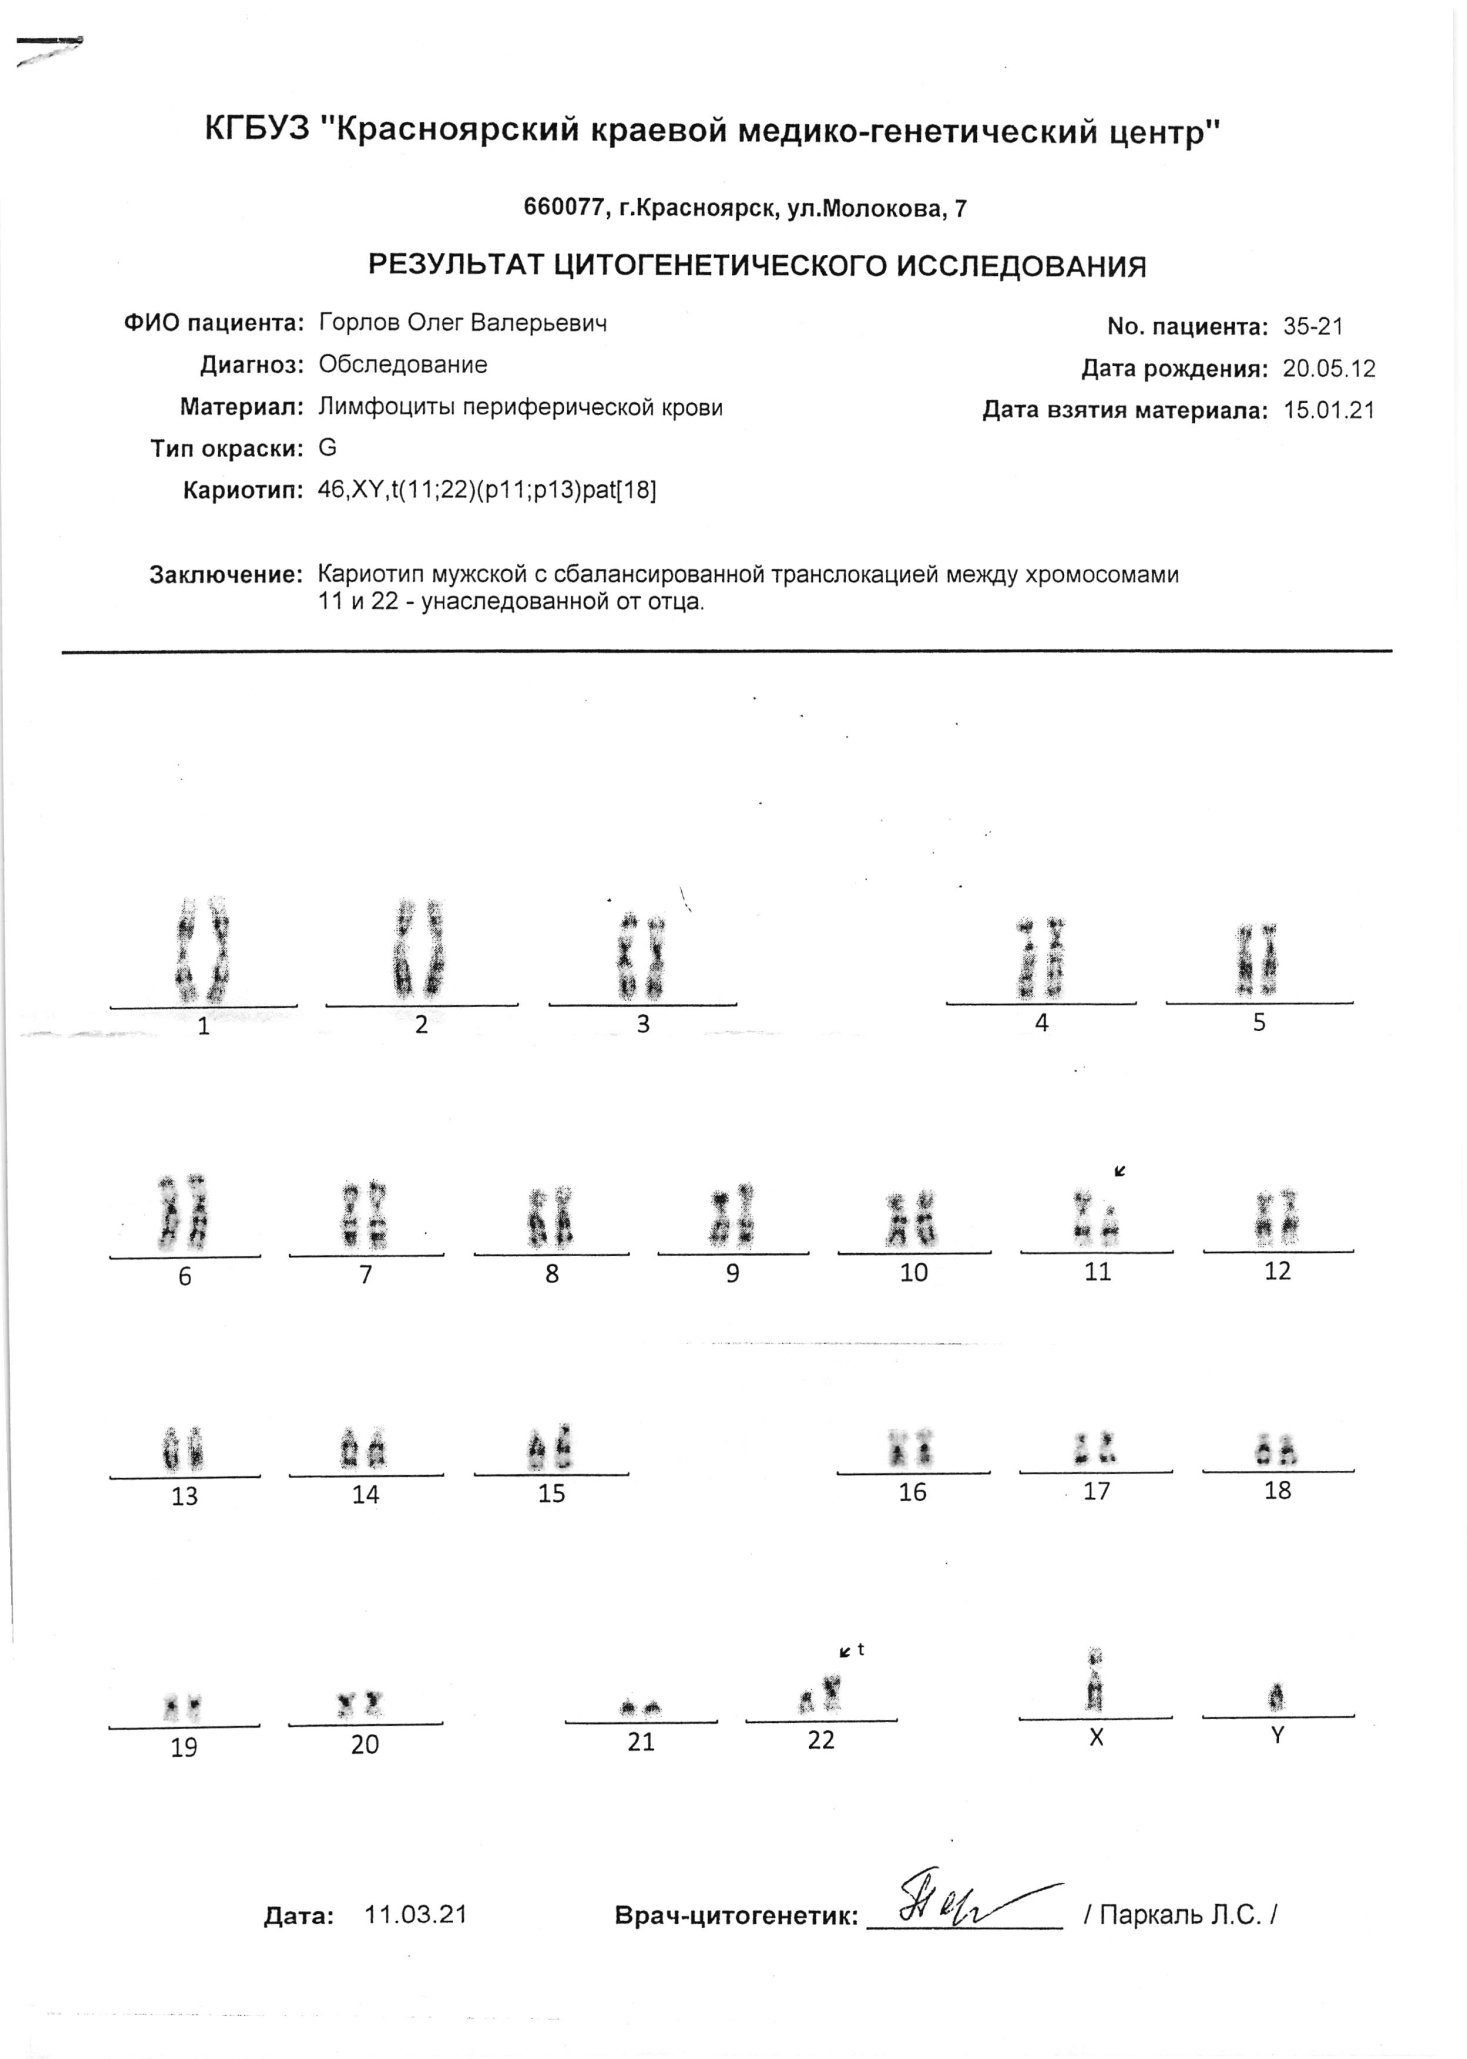 КГБУЗ "Красноярский краевой медико-генетический центр"
660077, г.Красноярск, ул.Молокова, 7
РЕЗУЛЬТАТ ЦИТОГЕНЕТИЧЕСКОГО ИССЛЕДОВАНИЯ
ФИО пациента: Горлов Олег Валерьевич No. пациента: 35-21
Диагноз: Обследование Дата рождения: 20.05.12
Материал: Лимфоциты периферической крови Дата взятия материала: 15.01.21
Тип окраски: G
Кариотип: 46,XY,t(11;22)(p11;p13)pat[18]
Заключение: Кариотип мужской с сбалансированной транслокацией между хромосомами
11 и 22 - унаследованной от отца.
1 2 3 4 5
6 7 8 9 10 11 12
13 14 15 16 17 18
t
19 20 21 22 X Y
Дата: 11.03.21 Врач-цитогенетик: / Паркаль Л.С. /